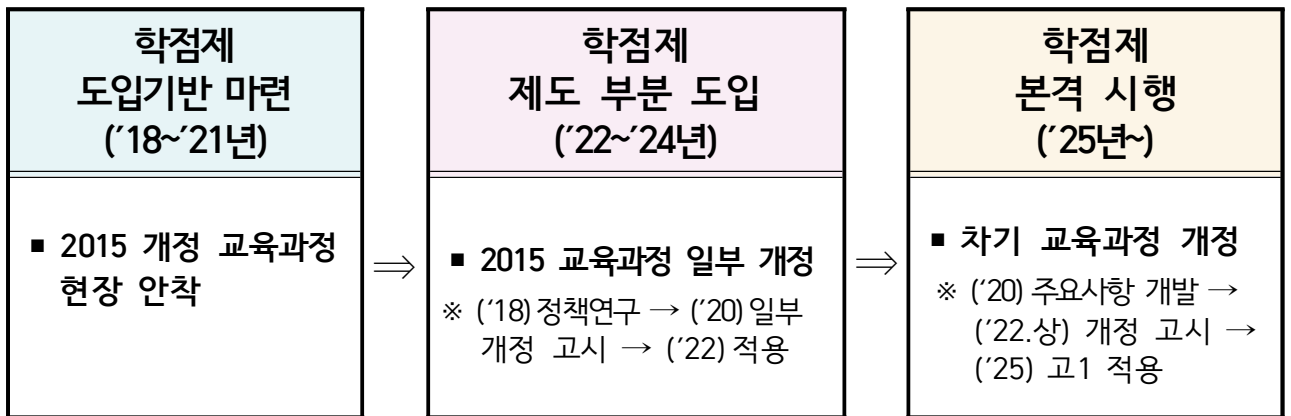 학점제
도입기반 마련
(′18~′21년)
■ 2015 개정 교육과정
현장 안착
⇒
학점제
제도 부분 도입
(′22~′24년)
■ 2015 교육과정 일부 개정
※ (′18) 정책연구 → (′20) 일부
개정 고시 → (′22) 적용
⇒
학점제
본격 시행
(′25년~)
■ 차기 교육과정 개정
※ (‘20) 주요사항 개발 →
(′22.상) 개정 고시 →
(′25) 고1 적용